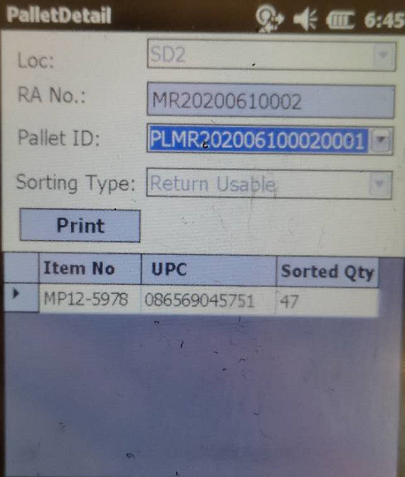 PalletDetail 6:45
Loc: SD2
RA No.: MR20200610002
Pallet ID: PLMR202006100020001
Sorting Type: Return Usable
Print
Item No UPC Sorted Qty
MP12-5978 086569045751 47